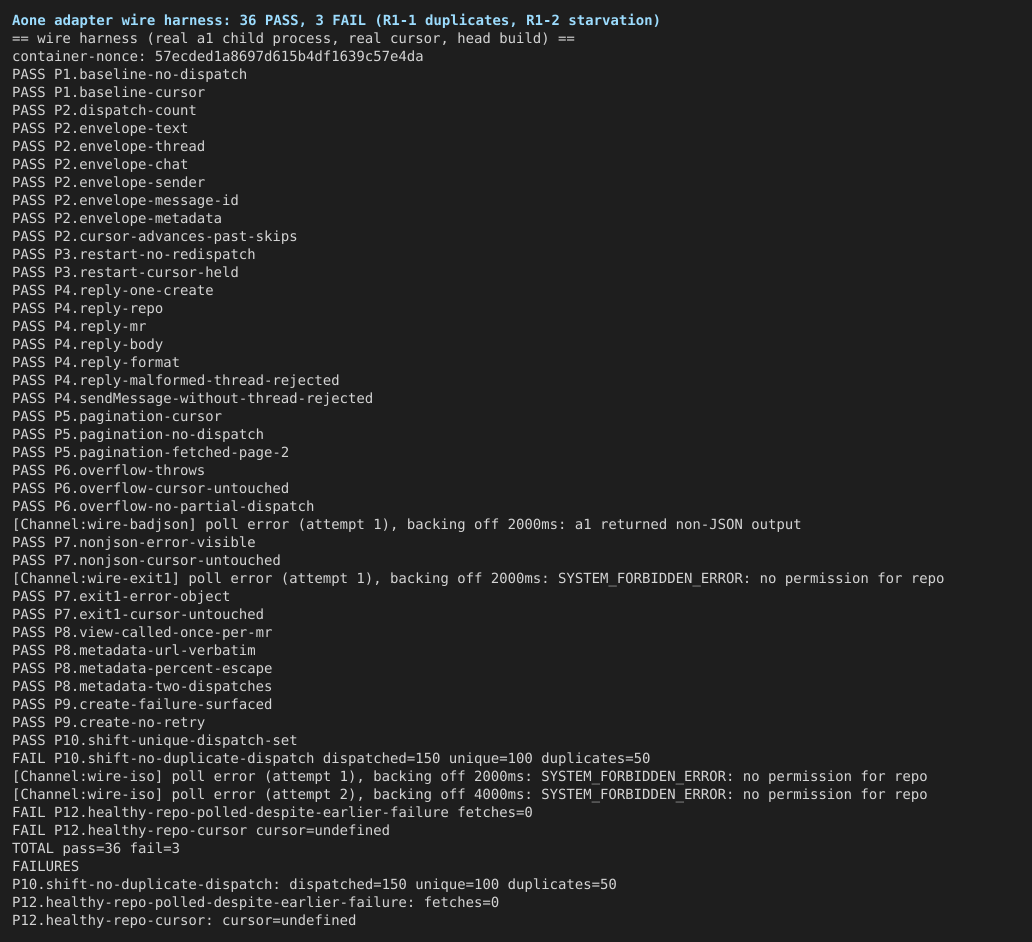 Aone adapter wire harness: 36 PASS, 3 FAIL (R1-1 duplicates, R1-2 starvation)
== wire harness (real a1 child process, real cursor, head build) ==
container-nonce: 57ecded1a8697d615b4df1639c57e4da
PASS P1.baseline-no-dispatch
PASS P1.baseline-cursor
PASS P2.dispatch-count
PASS P2.envelope-text
PASS P2.envelope-thread
PASS P2.envelope-chat
PASS P2.envelope-sender
PASS P2.envelope-message-id
PASS P2.envelope-metadata
PASS P2.cursor-advances-past-skips
PASS P3.restart-no-redispatch
PASS P3.restart-cursor-held
PASS P4.reply-one-create
PASS P4.reply-repo
PASS P4.reply-mr
PASS P4.reply-body
PASS P4.reply-format
PASS P4.reply-malformed-thread-rejected
PASS P4.sendMessage-without-thread-rejected
PASS P5.pagination-cursor
PASS P5.pagination-no-dispatch
PASS P5.pagination-fetched-page-2
PASS P6.overflow-throws
PASS P6.overflow-cursor-untouched
PASS P6.overflow-no-partial-dispatch
[Channel:wire-badjson] poll error (attempt 1), backing off 2000ms: a1 returned non-JSON output
PASS P7.nonjson-error-visible
PASS P7.nonjson-cursor-untouched
[Channel:wire-exit1] poll error (attempt 1), backing off 2000ms: SYSTEM_FORBIDDEN_ERROR: no permission for repo
PASS P7.exit1-error-object
PASS P7.exit1-cursor-untouched
PASS P8.view-called-once-per-mr
PASS P8.metadata-url-verbatim
PASS P8.metadata-percent-escape
PASS P8.metadata-two-dispatches
PASS P9.create-failure-surfaced
PASS P9.create-no-retry
PASS P10.shift-unique-dispatch-set
FAIL P10.shift-no-duplicate-dispatch dispatched=150 unique=100 duplicates=50
[Channel:wire-iso] poll error (attempt 1), backing off 2000ms: SYSTEM_FORBIDDEN_ERROR: no permission for repo
[Channel:wire-iso] poll error (attempt 2), backing off 4000ms: SYSTEM_FORBIDDEN_ERROR: no permission for repo
FAIL P12.healthy-repo-polled-despite-earlier-failure fetches=0
FAIL P12.healthy-repo-cursor cursor=undefined
TOTAL pass=36 fail=3
FAILURES
P10.shift-no-duplicate-dispatch: dispatched=150 unique=100 duplicates=50
P12.healthy-repo-polled-despite-earlier-failure: fetches=0
P12.healthy-repo-cursor: cursor=undefined